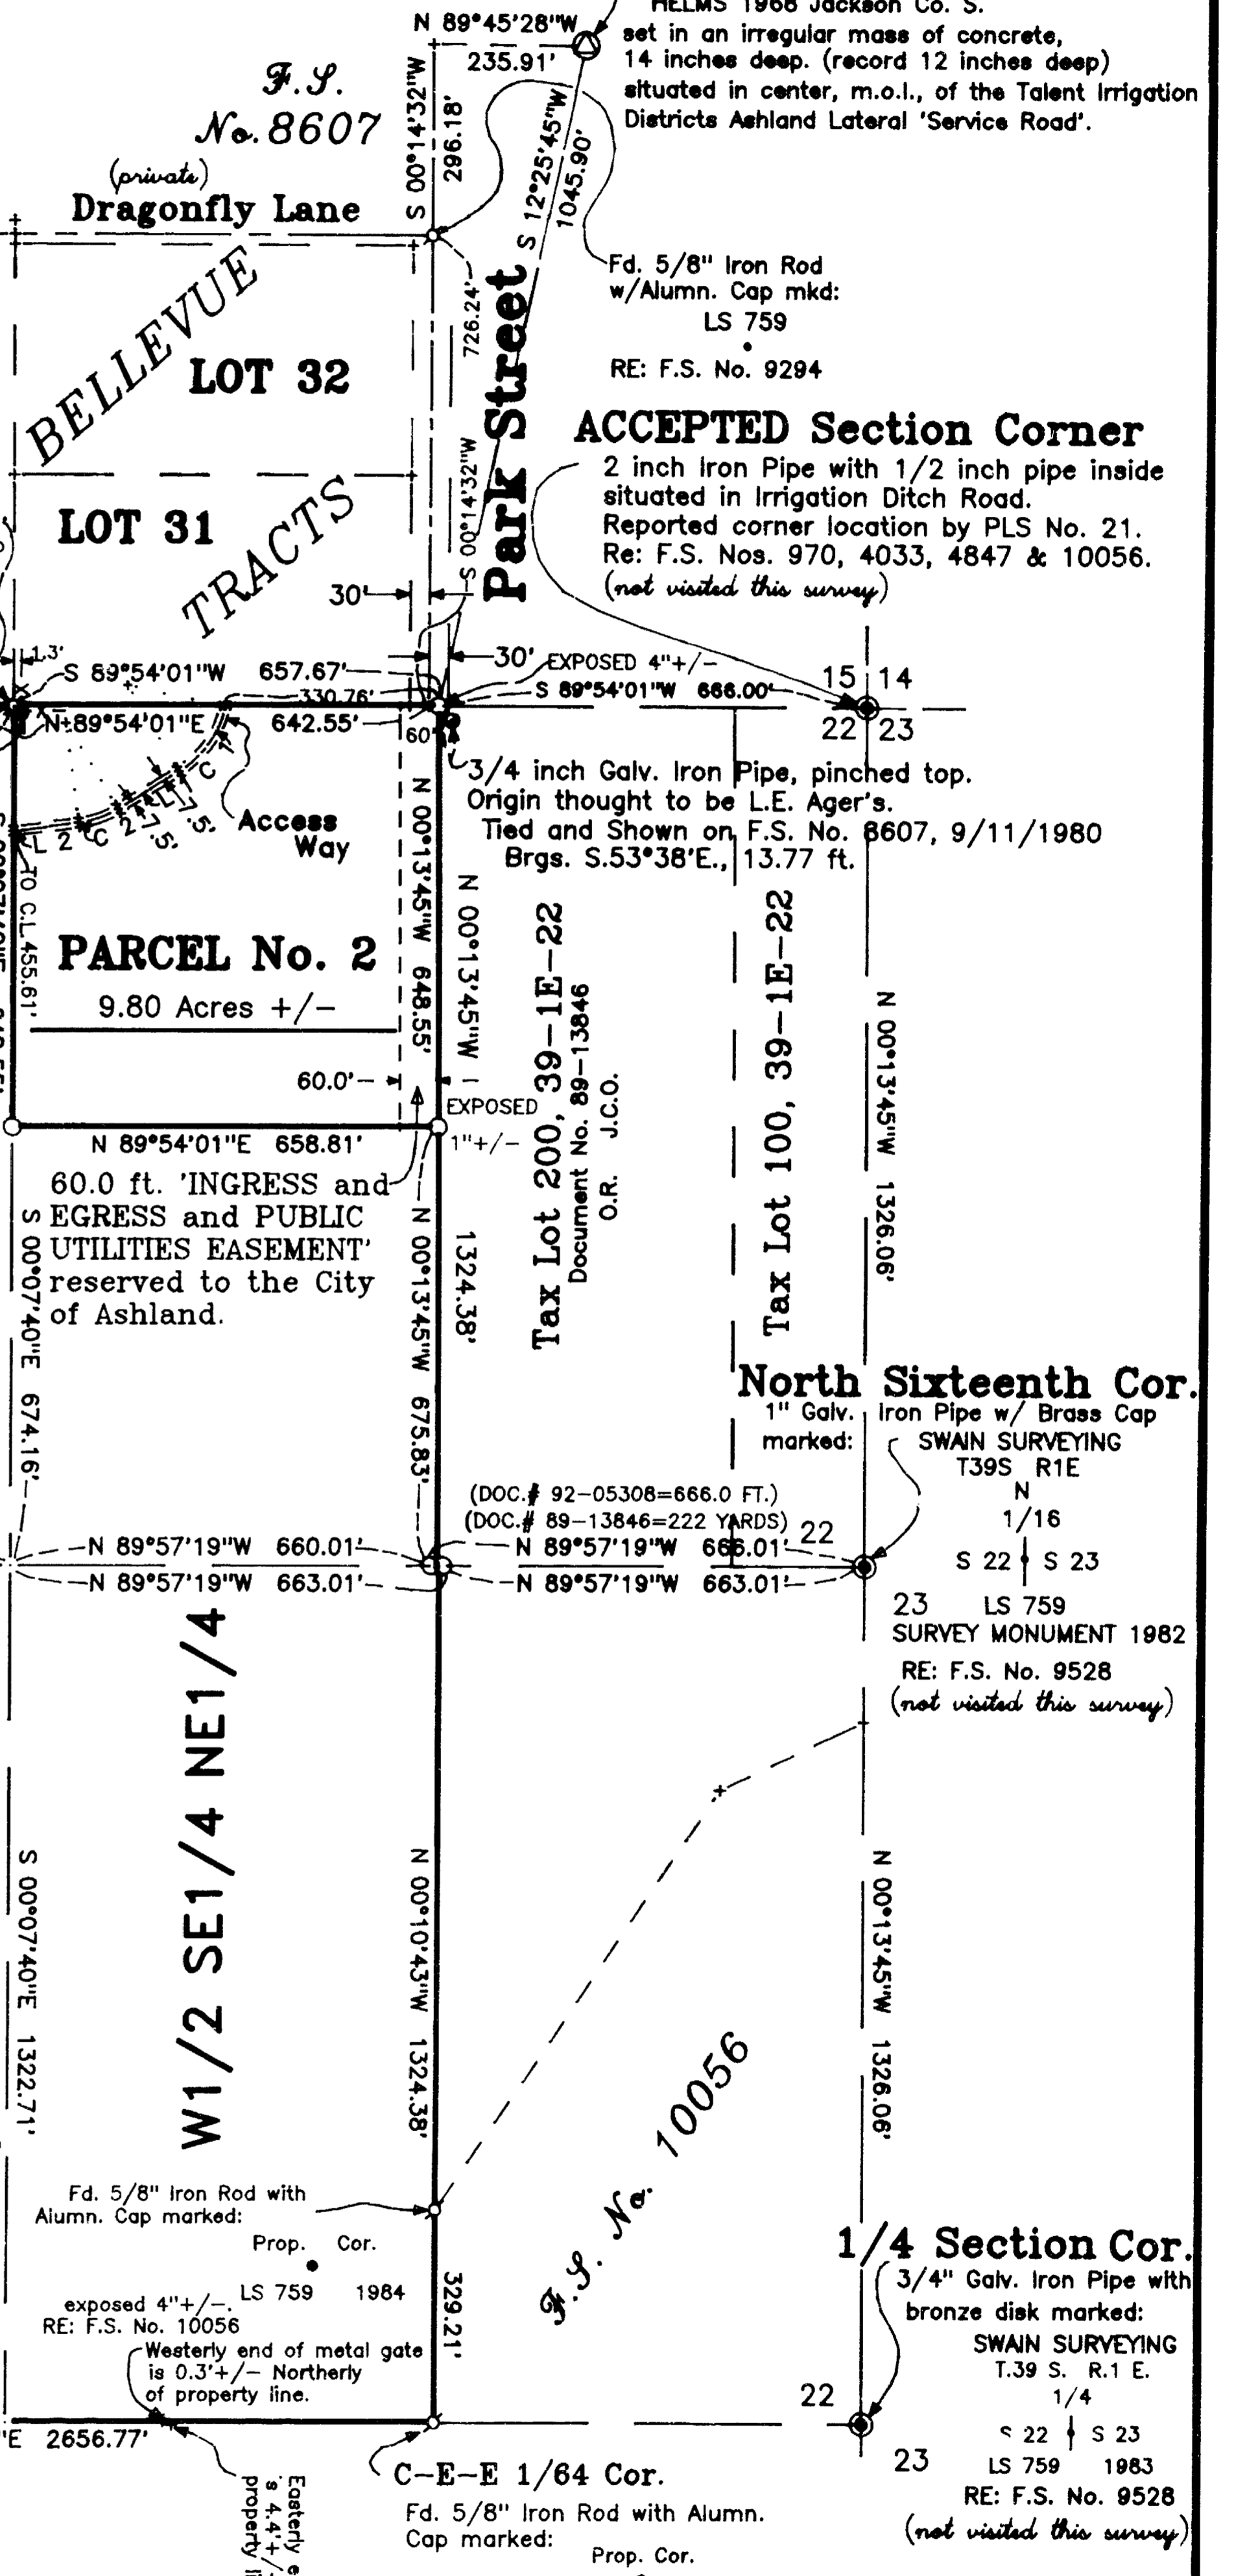 HELMS 1968 Jackson Co. S.
set in an irregular mass of concrete,
14 inches deep. (record 12 inches deep)
situated in center, m.o.l., of the Talent Irrigation
Districts Ashland Lateral 'Service Road'.
N 89°45'28"W
235.91'
F.S.
No. 8607
S 00°14'32"W
296.18'
S 12°25'45"W
1045.90'
(private)
Dragonfly Lane
BELLEVUE
TRACTS
LOT 32
LOT 31
726.24'
S 00°14'32"W
Park Street
Fd. 5/8" Iron Rod
w/Alumn. Cap mkd:
LS 759
RE: F.S. No. 9294
ACCEPTED Section Corner
2 inch Iron Pipe with 1/2 inch pipe inside
situated in Irrigation Ditch Road.
Reported corner location by PLS No. 21.
Re: F.S. Nos. 970, 4033, 4847 & 10056.
(not visited this survey)
30'
30'
EXPOSED 4"+/-
1.3'
S 89°54'01"W 657.67'
330.76'
S 89°54'01"W 666.00'
15 14
22 23
N 89°54'01"E 642.55'
60'
3/4 inch Galv. Iron Pipe, pinched top.
Origin thought to be L.E. Ager's.
Tied and Shown on F.S. No. 8607, 9/11/1980
Brgs. S.53°38'E., 13.77 ft.
C 1
L 1
7.5'
7.5'
C 2
L 2
Access
Way
TO C.L. 455.61'
PARCEL No. 2
9.80 Acres +/-
N 00°13'45"W 648.55'
N 00°13'45"W
1324.38'
60.0'
EXPOSED
1"+/-
N 89°54'01"E 658.81'
60.0 ft. 'INGRESS and
EGRESS and PUBLIC
UTILITIES EASEMENT'
reserved to the City
of Ashland.
Tax Lot 200, 39-1E-22
Document No. 89-13846
O.R. J.C.O.
Tax Lot 100, 39-1E-22
N 00°13'45"W 1326.06'
S 00°07'40"E 674.16'
N 00°13'45"W 675.83'
North Sixteenth Cor.
1" Galv. Iron Pipe w/ Brass Cap
marked: SWAIN SURVEYING
T39S R1E
N
1/16
S 22 S 23
LS 759
SURVEY MONUMENT 1982
RE: F.S. No. 9528
(not visited this survey)
(DOC.# 92-05308=666.0 FT.)
(DOC.# 89-13846=222 YARDS)
22
23
N 89°57'19"W 660.01'
N 89°57'19"W 666.01'
N 89°57'19"W 663.01'
N 89°57'19"W 663.01'
W1/2 SE1/4 NE1/4
S 00°07'40"E 1322.71'
N 00°10'43"W 1324.38'
N 00°13'45"W 1326.06'
F.S. No. 10056
Fd. 5/8" Iron Rod with
Alumn. Cap marked:
Prop. Cor.
LS 759 1984
exposed 4"+/-.
RE: F.S. No. 10056
329.21'
Westerly end of metal gate
is 0.3'+/- Northerly
of property line.
1/4 Section Cor.
3/4" Galv. Iron Pipe with
bronze disk marked:
SWAIN SURVEYING
T.39 S. R.1 E.
1/4
S 22 S 23
LS 759 1983
RE: F.S. No. 9528
(not visited this survey)
22
23
"E 2656.77'
Easterly
4.4'+/-
property
C-E-E 1/64 Cor.
Fd. 5/8" Iron Rod with Alumn.
Cap marked:
Prop. Cor.